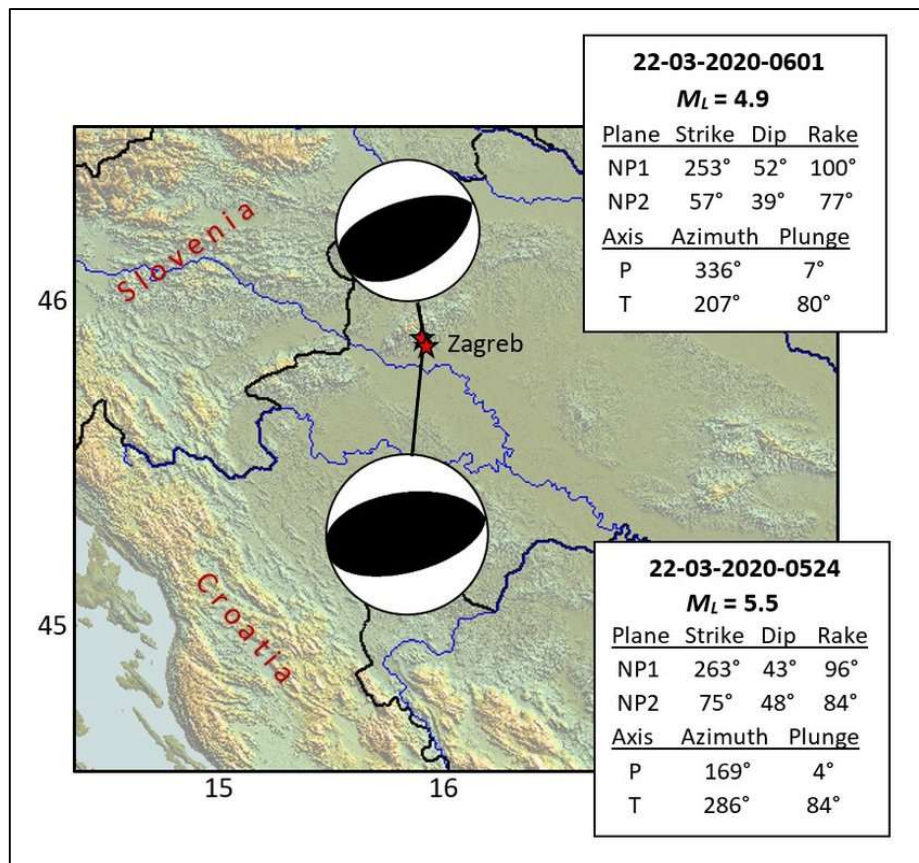 22-03-2020-0601
ML = 4.9
Plane Strike Dip Rake
NP1 253° 52° 100°
NP2 57° 39° 77°
Axis Azimuth Plunge
P 336° 7°
T 207° 80°
Slovenia
46
Zagreb
Croatia
45
22-03-2020-0524
ML = 5.5
Plane Strike Dip Rake
NP1 263° 43° 96°
NP2 75° 48° 84°
Axis Azimuth Plunge
P 169° 4°
T 286° 84°
15 16